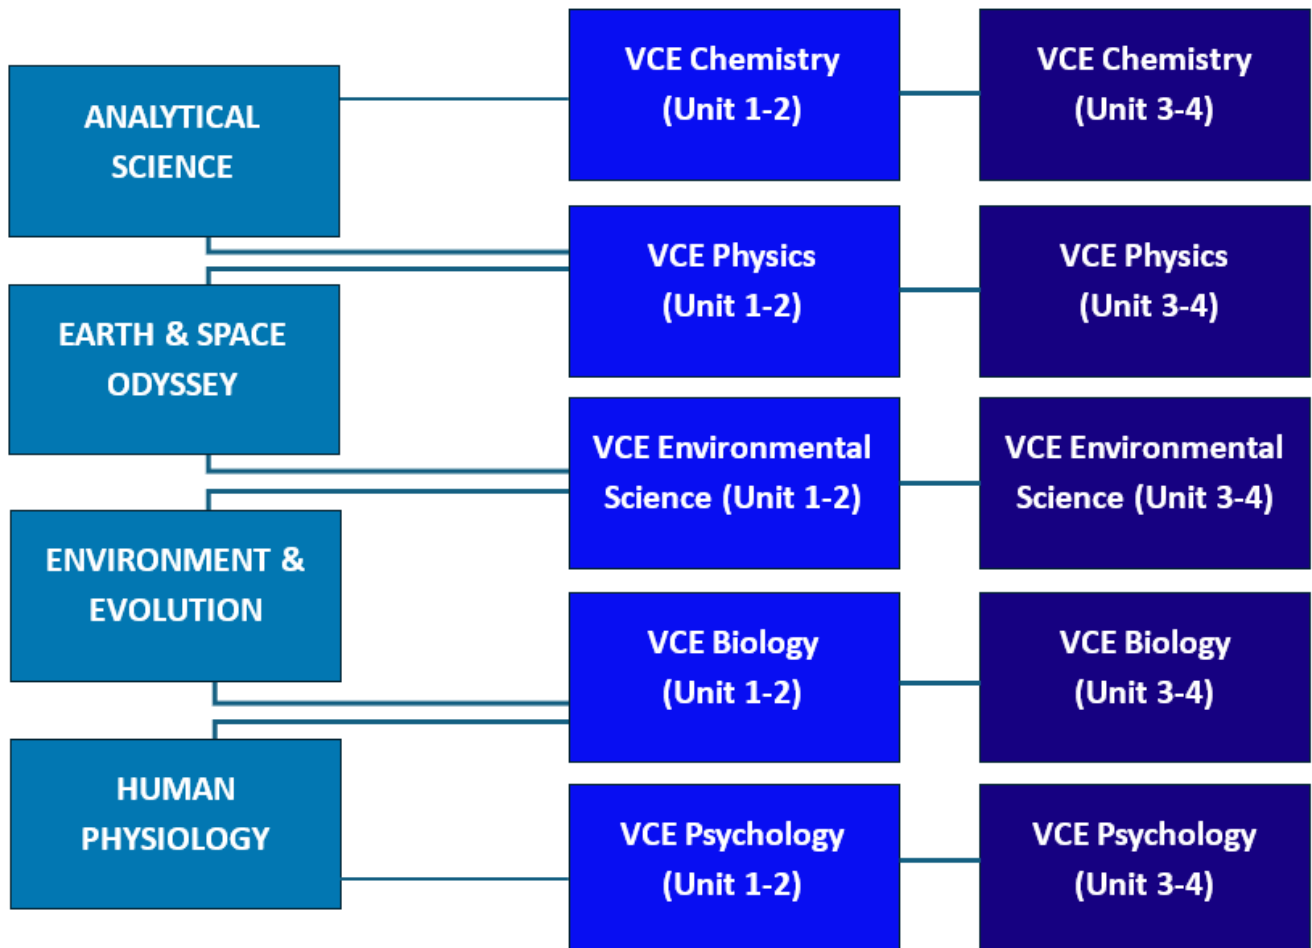 ANALYTICAL
SCIENCE
EARTH & SPACE
ODYSSEY
ENVIRONMENT &
EVOLUTION
HUMAN
PHYSIOLOGY
VCE Chemistry
(Unit 1-2)
VCE Physics
(Unit 1-2)
VCE Environmental
Science (Unit 1-2)
VCE Biology
(Unit 1-2)
VCE Psychology
(Unit 1-2)
VCE Chemistry
(Unit 3-4)
VCE Physics
(Unit 3-4)
VCE Environmental
Science (Unit 3-4)
VCE Biology
(Unit 3-4)
VCE Psychology
(Unit 3-4)